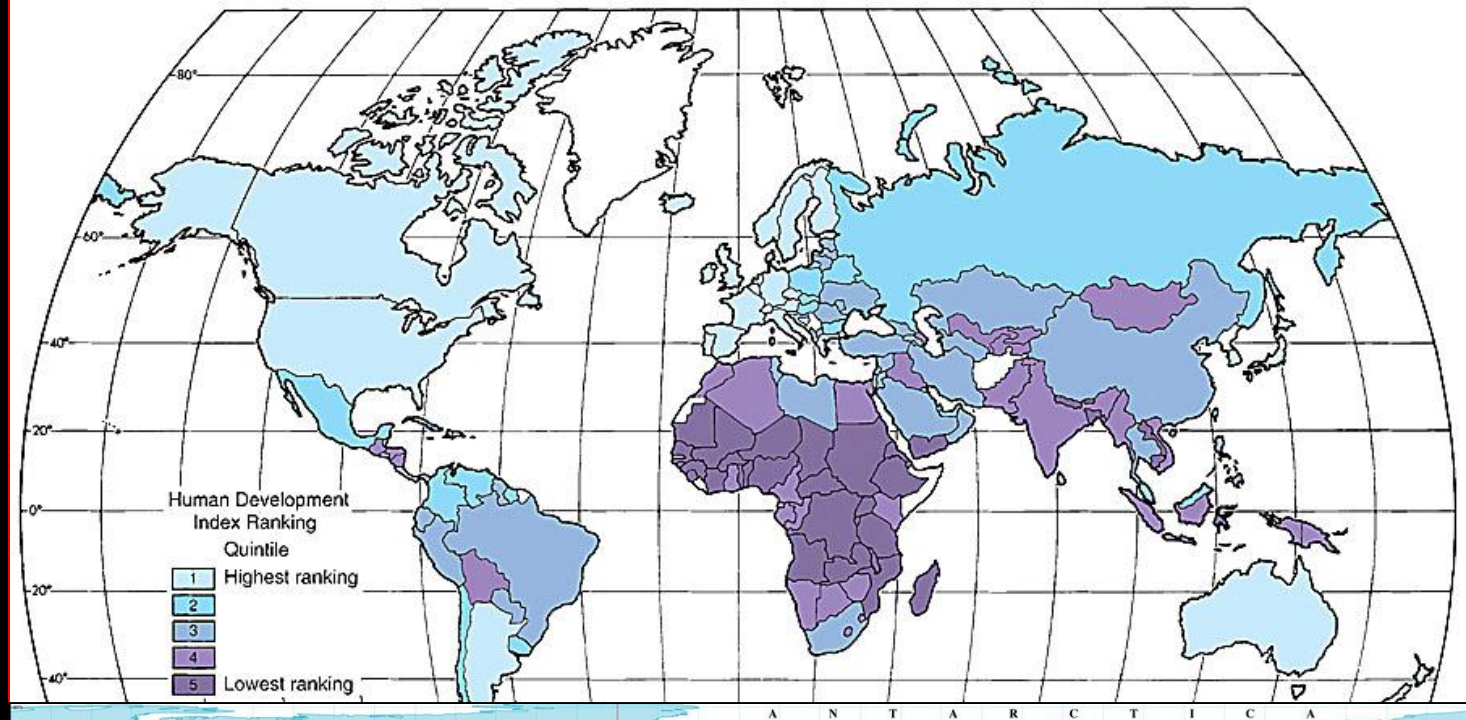 80°
60°
40°
20°
0°
20°
40°
Human Development
Index Ranking
Quintile
1 Highest ranking
2
3
4
5 Lowest ranking
A N T A R C T I C A